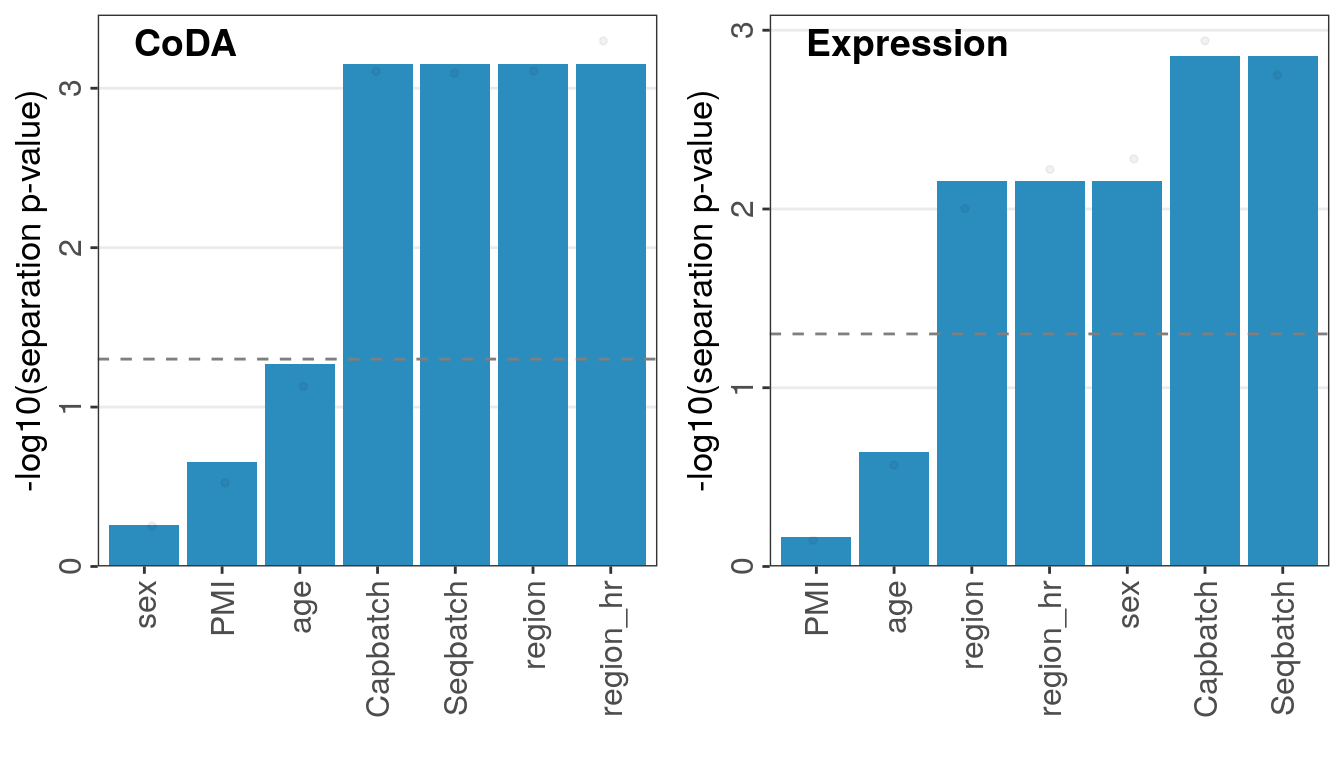 CoDA
-log10(separation p-value)
3
2
1
0
sex
PMI
age
Capbatch
Seqbatch
region
region_hr
Expression
-log10(separation p-value)
3
2
1
0
PMI
age
region
region_hr
sex
Capbatch
Seqbatch